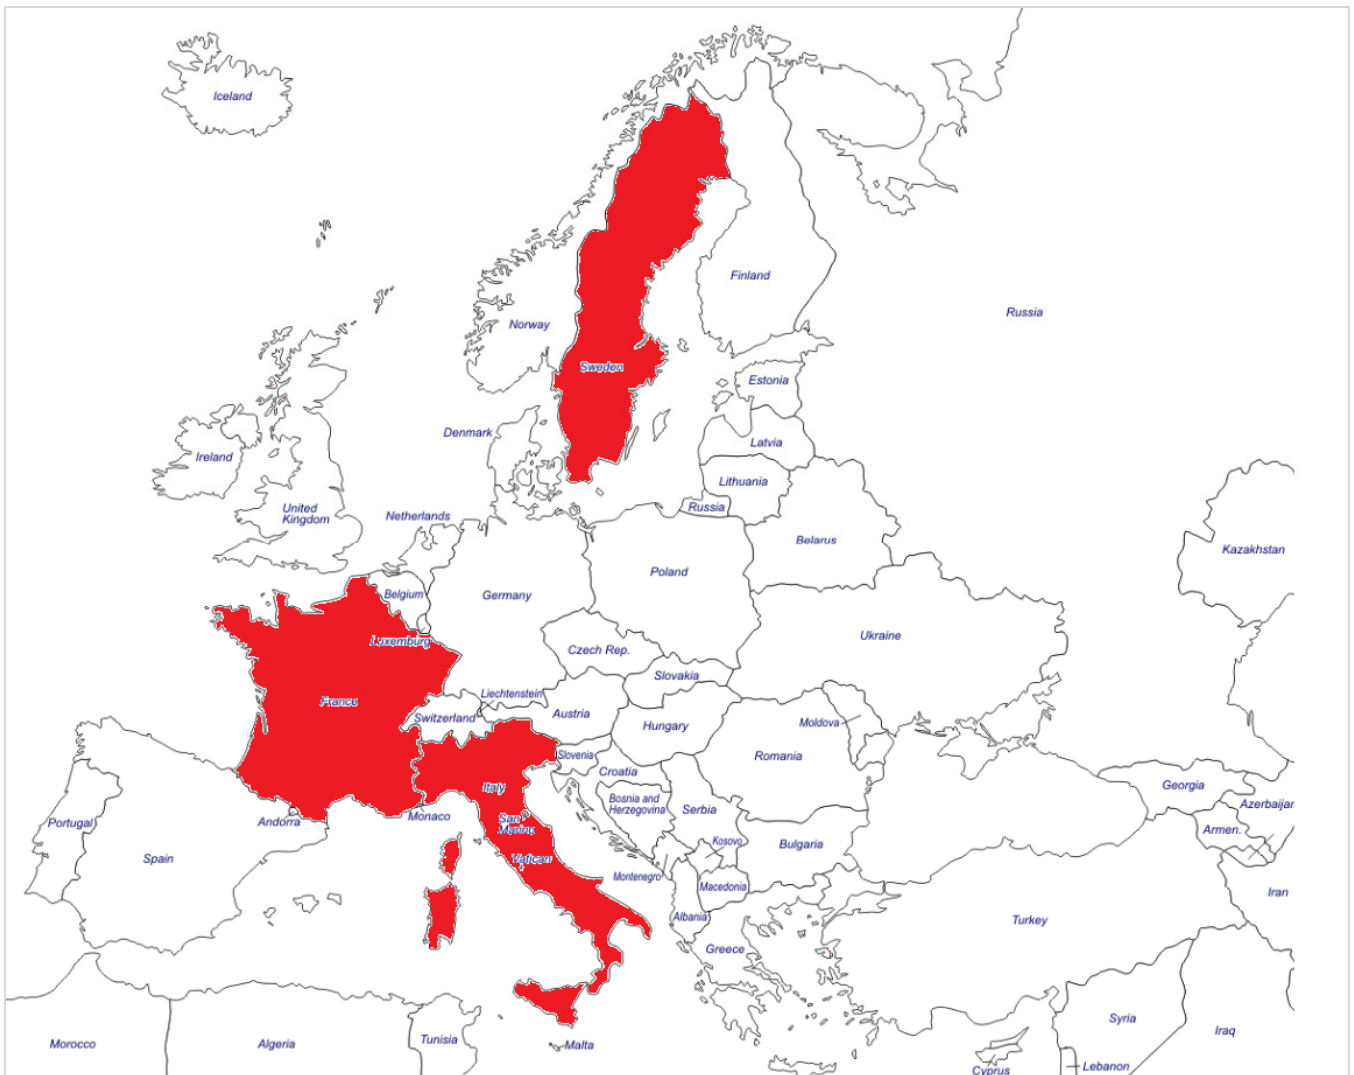 Iceland
Finland
Russia
Norway
Sweden
Estonia
Denmark
Latvia
Ireland
Lithuania
Russia
United
Kingdom
Netherlands
Belarus
Kazakhstan
Poland
Belgium
Germany
Ukraine
Luxemburg
Czech Rep.
Slovakia
Liechtenstein
France
Switzerland
Austria
Hungary
Moldova
Slovenia
Romania
Croatia
Italy
Georgia
Bosnia and
Herzegovina
Serbia
Azerbaijan
Andorra
Monaco
San
Marino
Portugal
Armen.
Kosovo
Bulgaria
Spain
Vatican
Montenegro
Macedonia
Iran
Albania
Turkey
Greece
Syria
Iraq
Morocco
Algeria
Tunisia
Malta
Lebanon
Cyprus